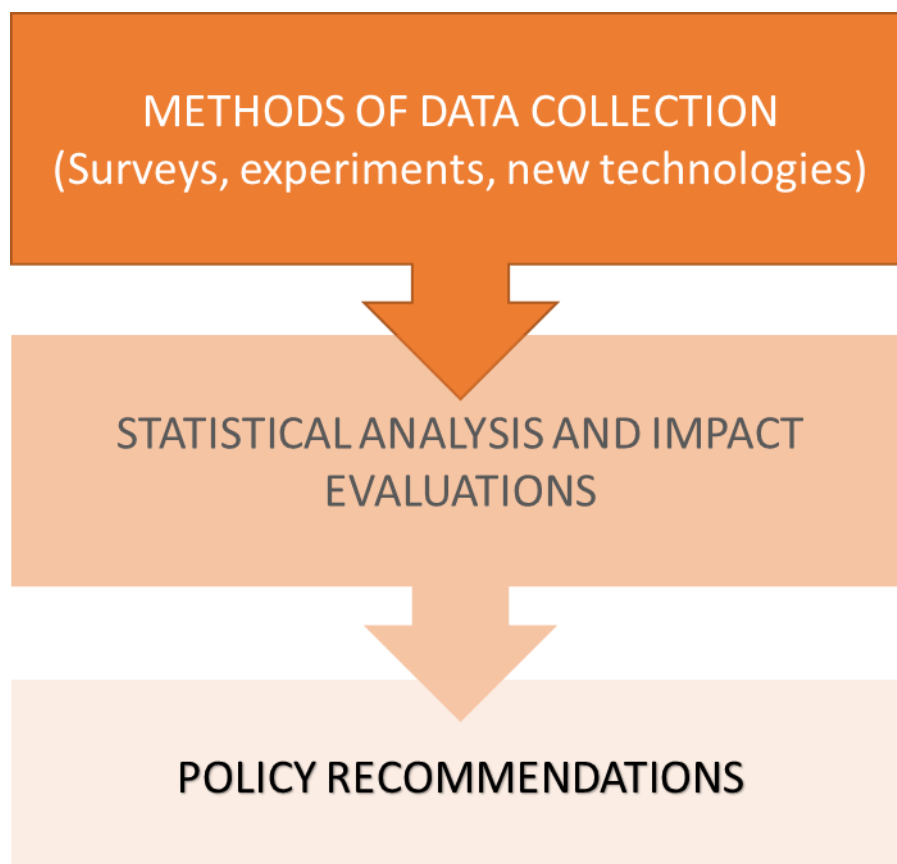 METHODS OF DATA COLLECTION
(Surveys, experiments, new technologies)
STATISTICAL ANALYSIS AND IMPACT
EVALUATIONS
POLICY RECOMMENDATIONS